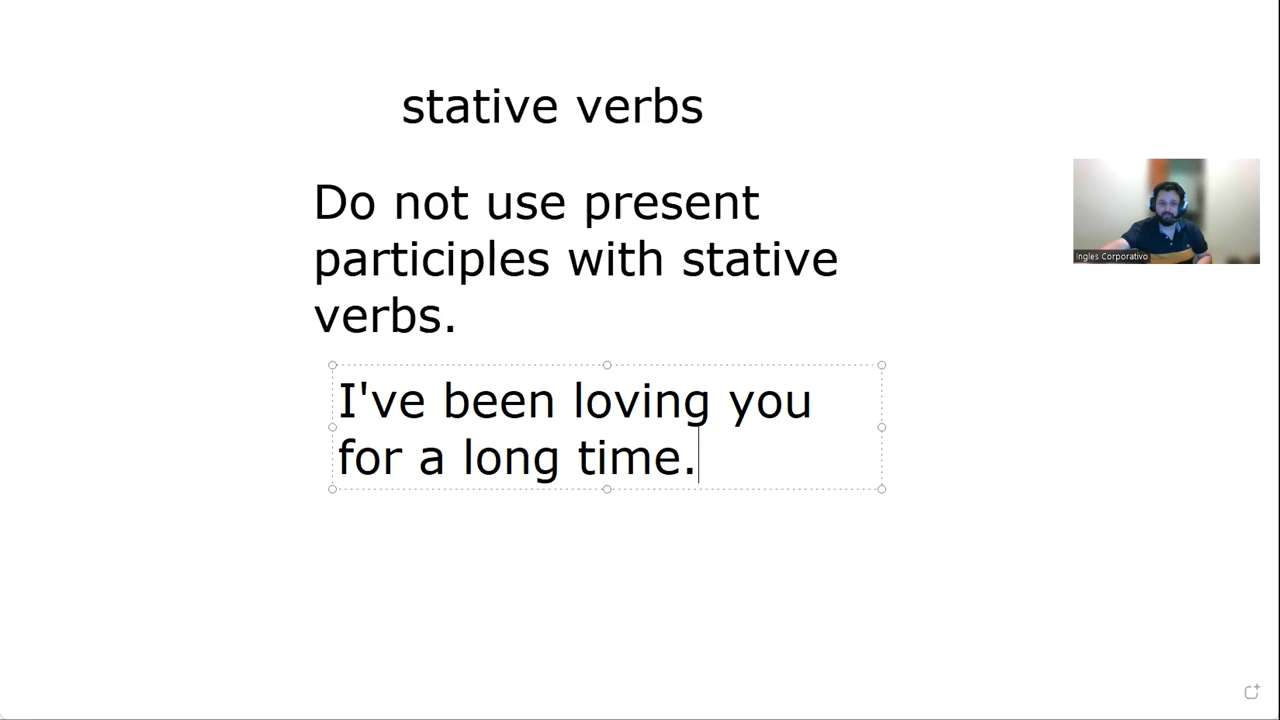 stative verbs
Do not use present
participles with stative
verbs.
I've been loving you
for a long time.
Ingles Corporativo